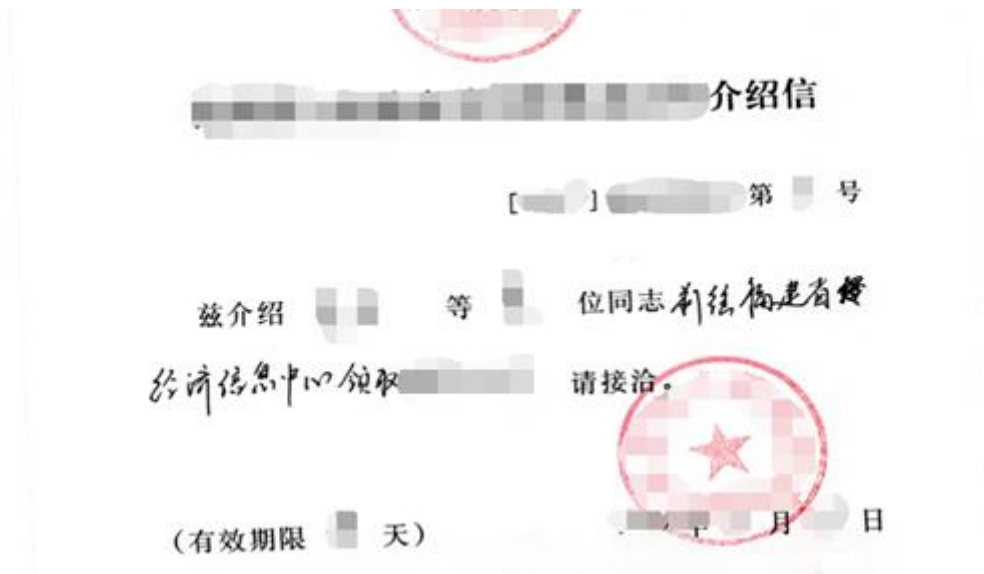 介绍信
[ ] 第 号
兹介绍 等 位同志前往福建省
经济信息中心领取 请接洽。
(有效期限 天) 年 月 日